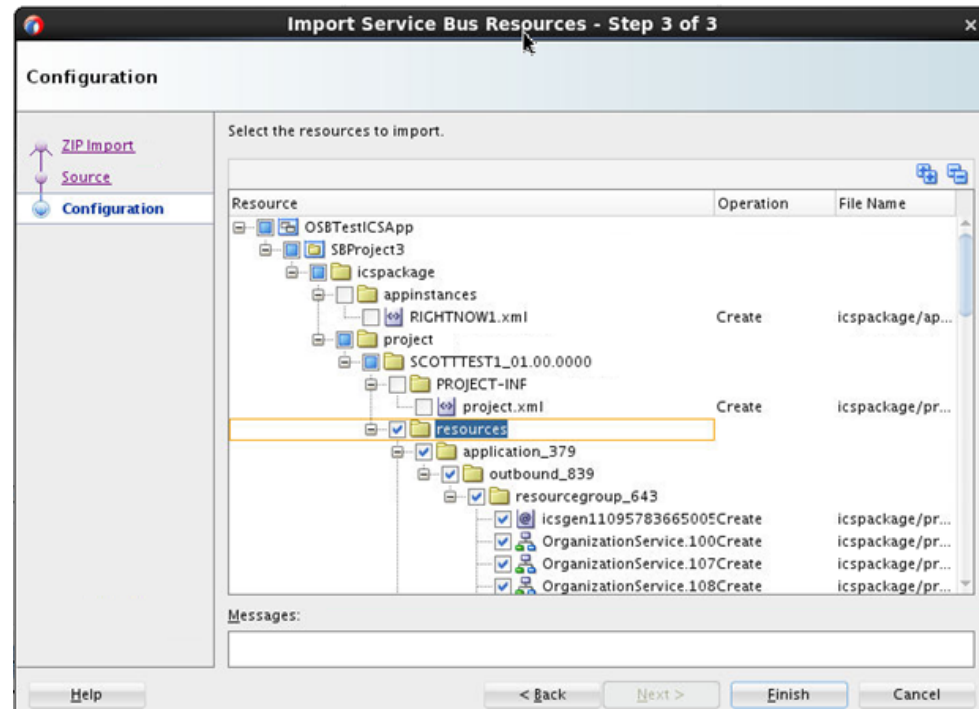 Import Service Bus Resources - Step 3 of 3
Configuration
ZIP Import
Source
Configuration
Select the resources to import.
Resource Operation File Name
OSBTestICSApp
SBProject3
icspackage
appinstances
RIGHTNOW1.xml Create icspackage/ap...
project
SCOTTTEST1_01.00.0000
PROJECT-INF
project.xml Create icspackage/pr...
resources
application_379
outbound_839
resourcegroup_643
icsgen11095783665005Create icspackage/pr...
OrganizationService.100Create icspackage/pr...
OrganizationService.107Create icspackage/pr...
OrganizationService.108Create icspackage/pr...
Messages:
Help < Back Next > Finish Cancel